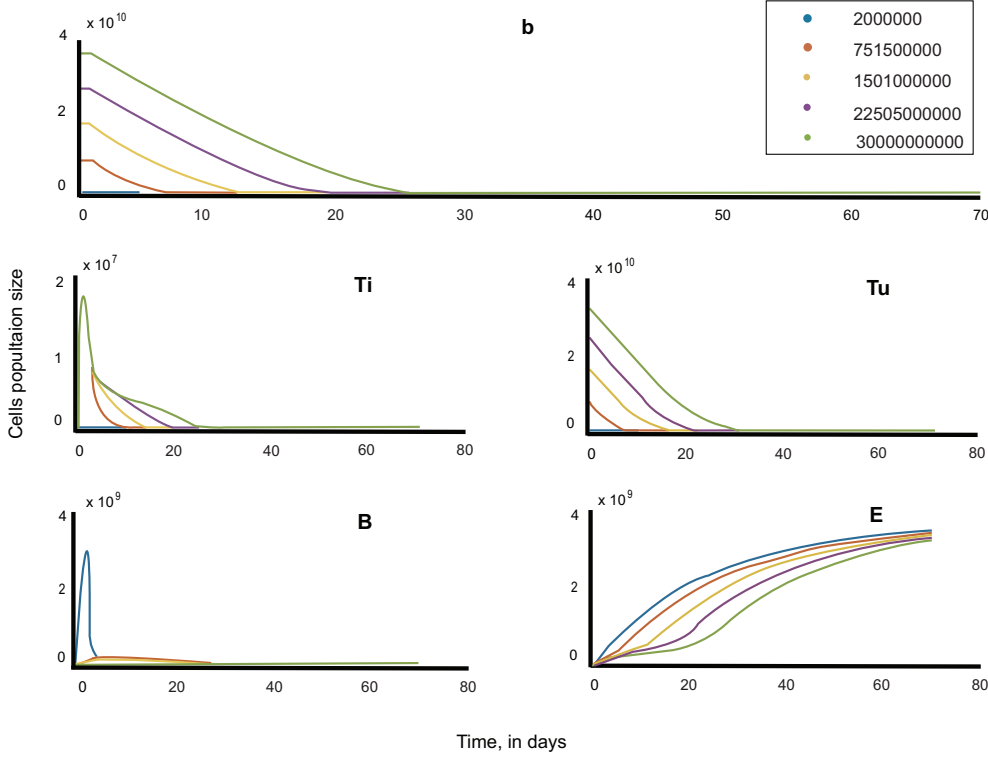 x 10^10
b
4
2
0
0 10 20 30 40 50 60 70
2000000
751500000
1501000000
22505000000
30000000000
Cells popultaion size
x 10^7
Ti
2
1
0
0 20 40 60 80
x 10^10
Tu
4
2
0
0 20 40 60 80
x 10^9
B
4
2
0
0 20 40 60 80
x 10^9
E
4
2
0
0 20 40 60 80
Time, in days